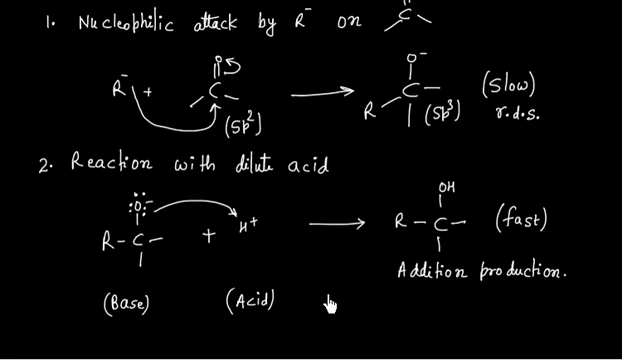 1. Nucleophilic attack by R⁻ on C
R⁻ + O C (Sp²) → O⁻ R C (Sp³) (Slow)
r.d.s.
2. Reaction with dilute acid
:Ö:⁻ R-C- + H⁺ → OH R-C- (fast)
Addition production.
(Base) (Acid)